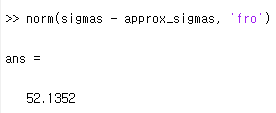 >> norm(sigmas - approx_sigmas, 'fro')
ans =
52.1352